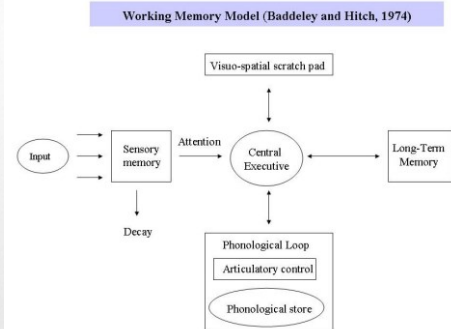 Working Memory Model (Baddeley and Hitch, 1974)
Visuo-spatial scratch pad
Input
Sensory
memory
Attention
Central
Executive
Long-Term
Memory
Decay
Phonological Loop
Articulatory control
Phonological store